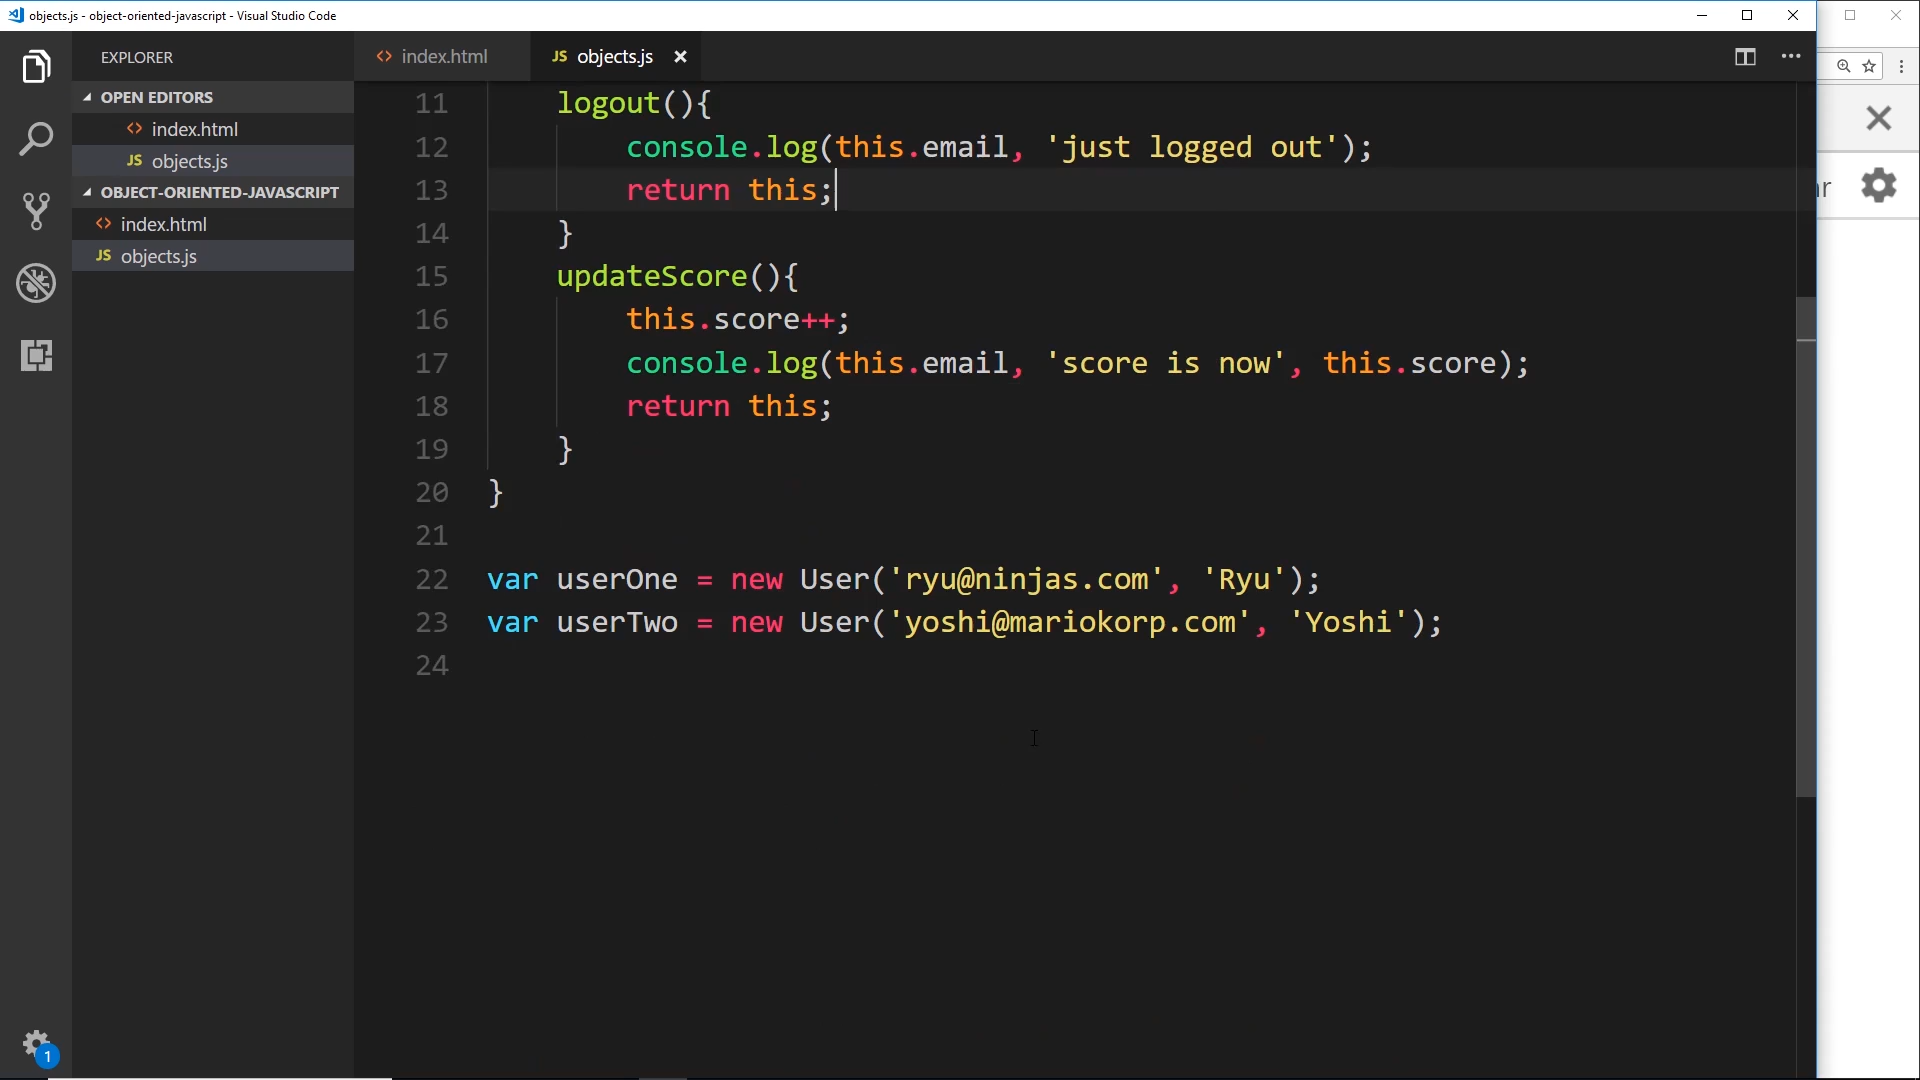 objects.js - object-oriented-javascript - Visual Studio Code
EXPLORER
OPEN EDITORS
index.html
JS objects.js
OBJECT-ORIENTED-JAVASCRIPT
index.html
JS objects.js
1
index.html
JS objects.js
11 logout(){
12 console.log(this.email, 'just logged out');
13 return this;
14 }
15 updateScore(){
16 this.score++;
17 console.log(this.email, 'score is now', this.score);
18 return this;
19 }
20 }
21
22 var userOne = new User('ryu@ninjas.com', 'Ryu');
23 var userTwo = new User('yoshi@mariokorp.com', 'Yoshi');
24